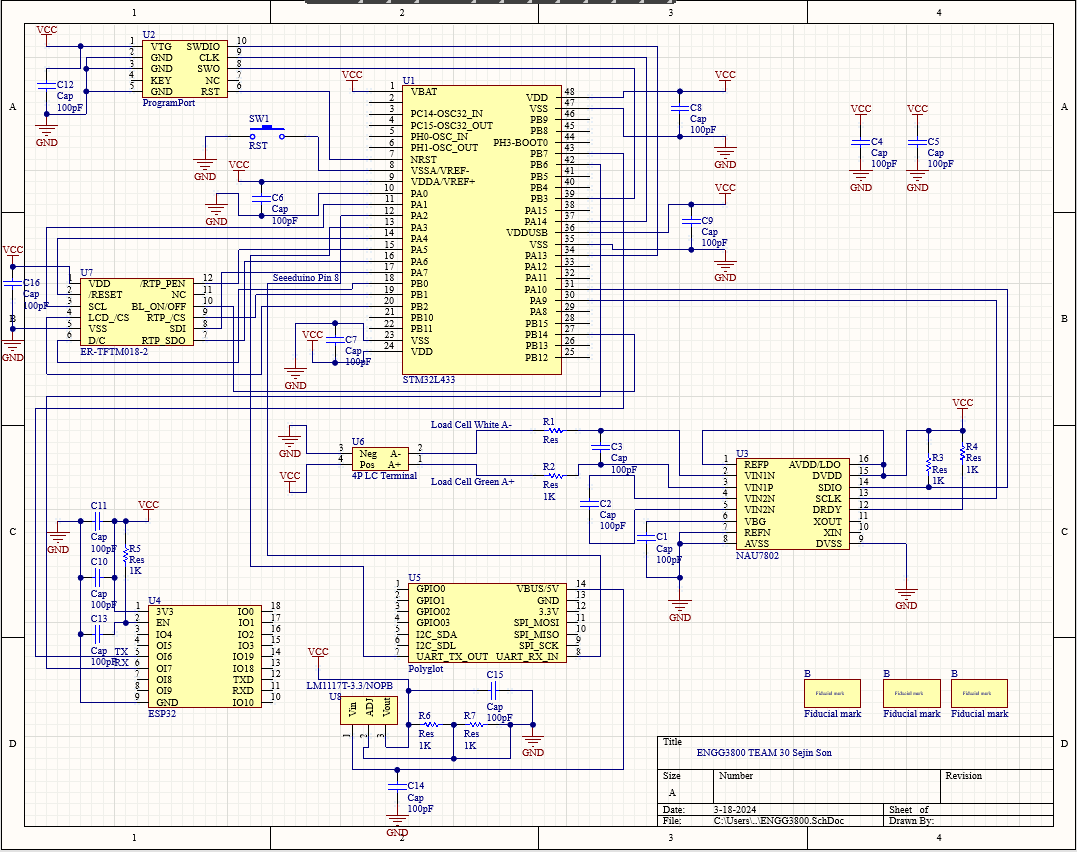 1 2 3 4
A B C D
VCC
U2
1 VTG SWDIO 10
2 GND CLK 9
3 GND SWO 8
4 KEY NC 7
5 GND RST 6
ProgramPort
C12
Cap
100pF
GND
SW1
RST
GND
VCC
C6
Cap
100pF
GND
VCC
U1
1 VBAT VDD 48
2 VSS 47
3 PC14-OSC32_IN PB9 46
4 PC15-OSC32_OUT PB8 45
5 PH0-OSC_IN PH3-BOOT0 44
6 PH1-OSC_OUT PB7 43
7 NRST PB6 42
8 VSSA/VREF- PB5 41
9 VDDA/VREF+ PB4 40
10 PA0 PB3 39
11 PA1 PA15 38
12 PA2 PA14 37
13 PA3 VDDUSB 36
14 PA4 VSS 35
15 PA5 PA13 34
16 PA6 PA12 33
17 PA7 PA11 32
18 PB0 PA10 31
19 PB1 PA9 30
20 PB2 PA8 29
21 PB10 PB15 28
22 PB11 PB14 27
23 VSS PB13 26
24 VDD PB12 25
STM32L433
VCC
C8
Cap
100pF
GND
VCC
C9
Cap
100pF
GND
VCC VCC
C4 C5
Cap Cap
100pF 100pF
GND GND
VCC
C16
Cap
100pF
GND
U7
1 VDD /RTP_PEN 12
2 /RESET NC 11
3 SCL BL_ON/OFF 10
4 LCD_/CS RTP_/CS 9
5 VSS SDI 8
6 D/C RTP_SDO 7
ER-TFTM018-2
Seeeduino Pin 8
VCC
C7
Cap
100pF
GND
GND
VCC
U6
3 Neg A- 2
4 Pos A+ 1
4P LC Terminal
Load Cell White A-
Load Cell Green A+
R1
Res
R2
Res
1K
C3
Cap
100pF
C2
Cap
100pF
C1
Cap
100pF
GND
U3
1 REFP AVDD/LDO 16
2 VIN1N DVDD 15
3 VIN1P SDIO 14
4 VIN2N SCLK 13
5 VIN2N DRDY 12
6 VBG XOUT 11
7 REFN XIN 10
8 AVSS DVSS 9
NAU7802
VCC
R3
Res
1K
R4
Res
1K
GND
C11
Cap
100pF
VCC
GND
C10
Cap
100pF
R5
Res
1K
C13
Cap
100pF
TX
RX
U4
1 3V3 IO0 18
2 EN IO1 17
3 IO4 IO2 16
4 OI5 IO3 15
5 OI6 IO19 14
6 OI7 IO18 13
7 OI8 TXD 12
8 OI9 RXD 11
9 GND IO10 10
ESP32
U5
1 GPIO0 VBUS/5V 14
2 GPIO1 GND 13
3 GPIO02 3.3V 12
4 GPIO03 SPI_MOSI 11
5 I2C_SDA SPI_MISO 10
6 I2C_SDL SPI_SCK 9
7 UART_TX_OUT UART_RX_IN 8
Polyglot
VCC
LM1117T-3.3/NOPB
U8
Vin ADJ Vout
1 2 3
C15
Cap
100pF
R6
Res
1K
R7
Res
1K
GND
C14
Cap
100pF
GND
B B B
Fiducial mark Fiducial mark Fiducial mark
Fiducial mark Fiducial mark Fiducial mark
Title
ENGG3800 TEAM 30 Sejin Son
Size Number Revision
A
Date: 3-18-2024 Sheet of
File: C:\Users\..\ENGG3800.SchDoc Drawn By:
1 2 3 4